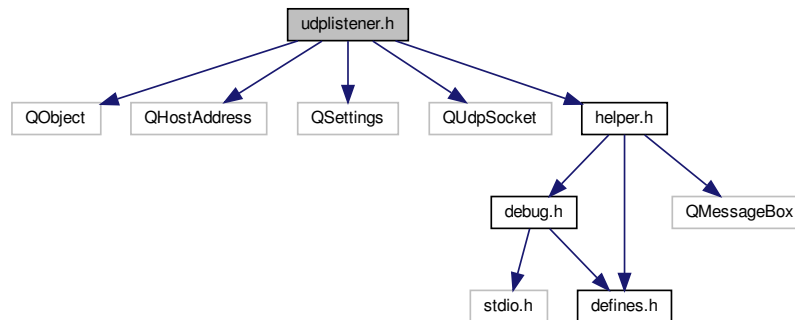 udplistener.h
QObject
QHostAddress
QSettings
QUdpSocket
helper.h
debug.h
QMessageBox
stdio.h
defines.h